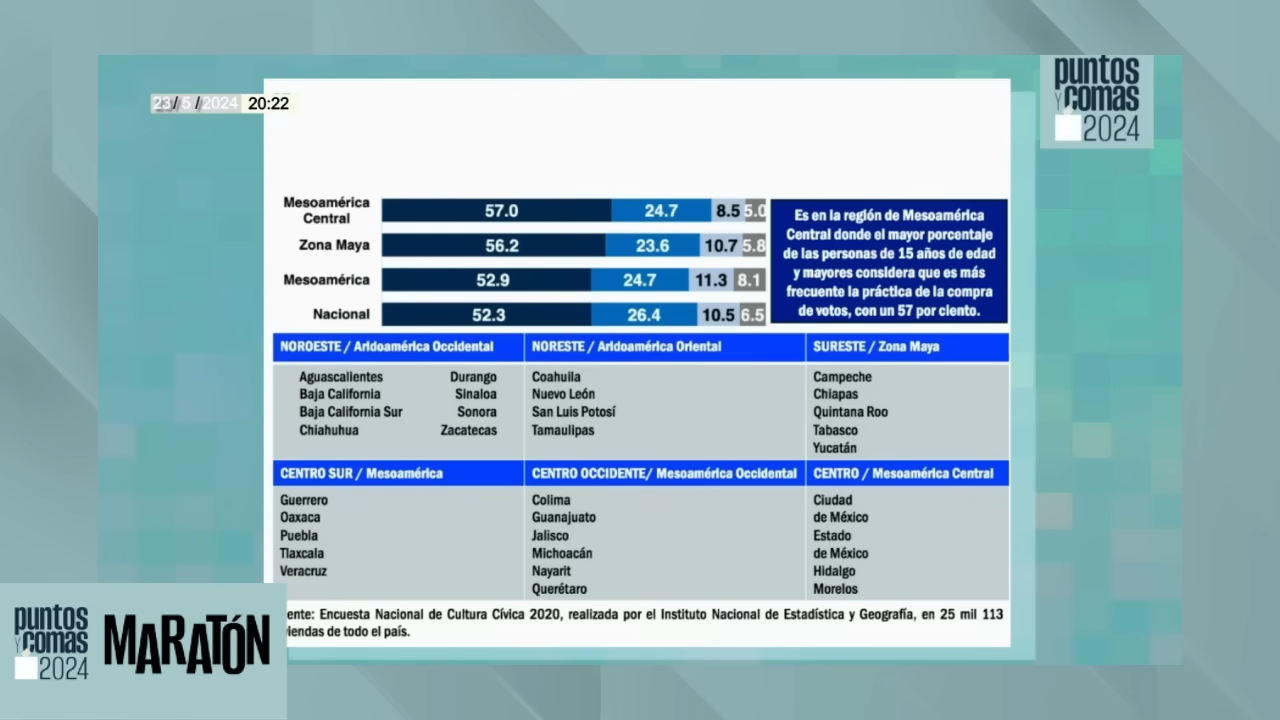 puntos
y comas
2024
23/ 5 /2024 20:22
Mesoamérica
Central
57.0 24.7 8.5 5.0
Zona Maya 56.2 23.6 10.7 5.8
Mesoamérica 52.9 24.7 11.3 8.1
Nacional 52.3 26.4 10.5 6.5
Es en la región de Mesoamérica
Central donde el mayor porcentaje
de las personas de 15 años de edad
y mayores considera que es más
frecuente la práctica de la compra
de votos, con un 57 por ciento.
NOROESTE / Aridoamérica Occidental
Aguascalientes Durango
Baja California Sinaloa
Baja California Sur Sonora
Chiahuhua Zacatecas
NORESTE / Aridoamérica Oriental
Coahuila
Nuevo León
San Luis Potosí
Tamaulipas
SURESTE / Zona Maya
Campeche
Chiapas
Quintana Roo
Tabasco
Yucatán
CENTRO SUR / Mesoamérica
Guerrero
Oaxaca
Puebla
Tlaxcala
Veracruz
CENTRO OCCIDENTE/ Mesoamérica Occidental
Colima
Guanajuato
Jalisco
Michoacán
Nayarit
Querétaro
CENTRO / Mesoamérica Central
Ciudad
de México
Estado
de México
Hidalgo
Morelos
ente: Encuesta Nacional de Cultura Cívica 2020, realizada por el Instituto Nacional de Estadística y Geografía, en 25 mil 113
viendas de todo el país.
puntos
y comas
2024
MARATÓN